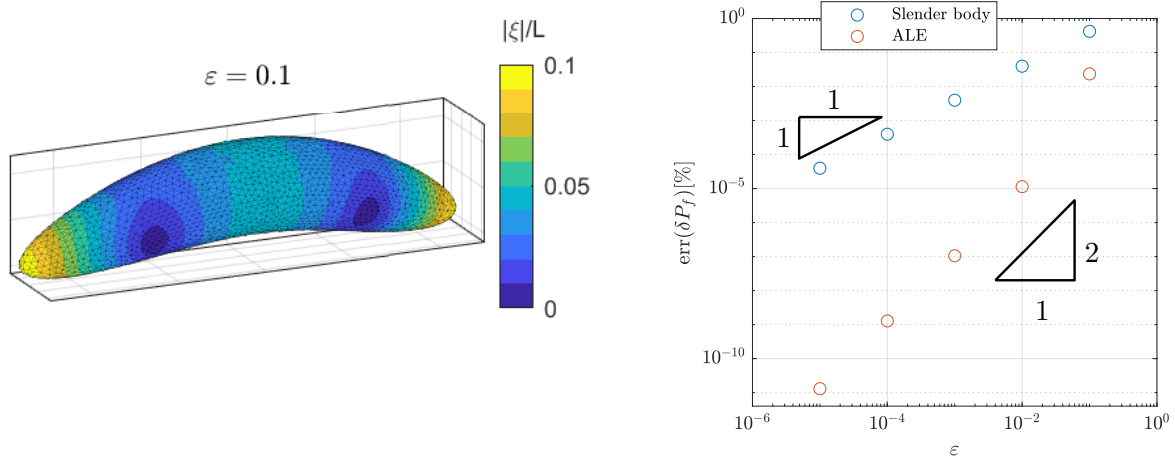 |ξ|/L
ε = 0.1
0.1
0.05
0
Slender body
ALE
10^0
10^-5
10^-10
err(δP_f)[%]
1
1
2
1
10^-6
10^-4
10^-2
10^0
ε